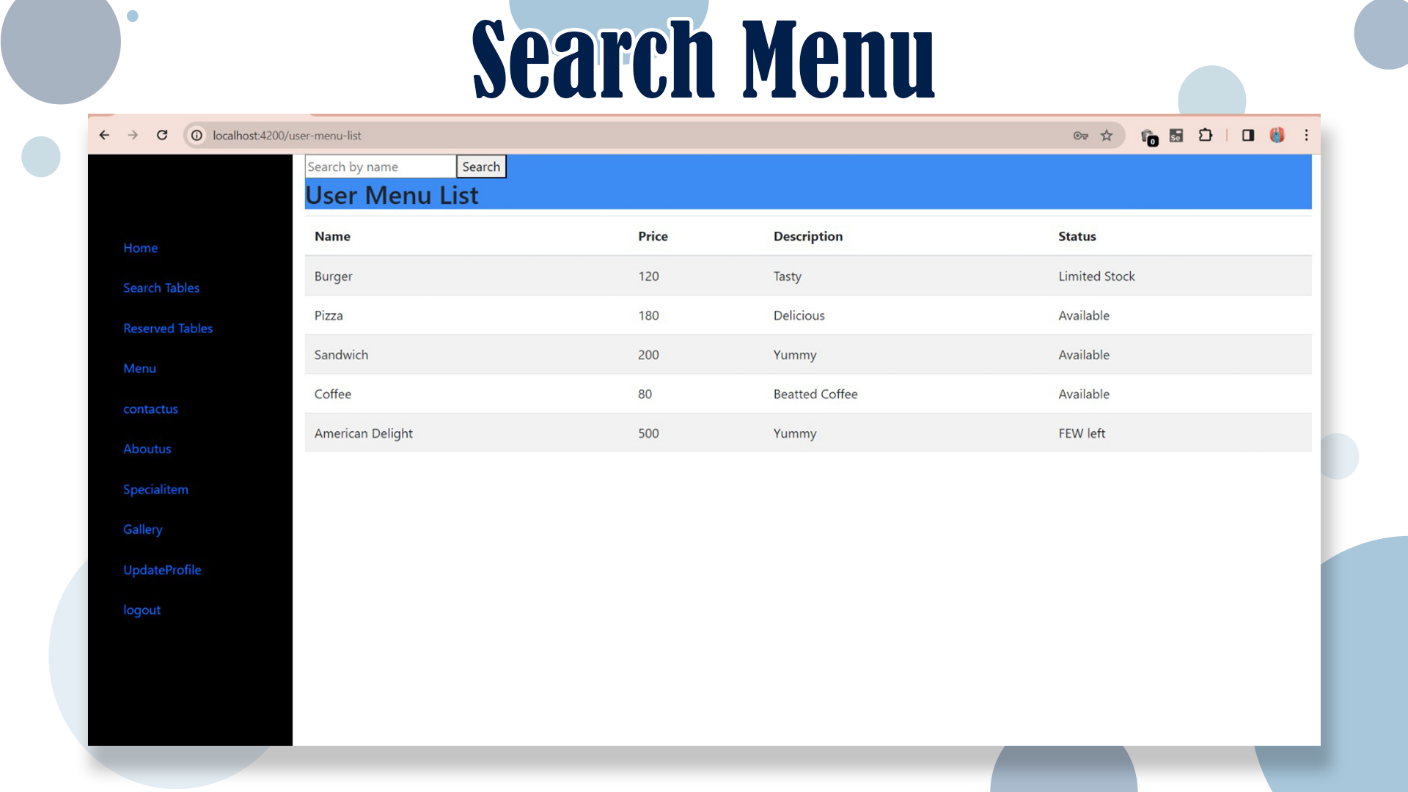 Search Menu
localhost:4200/user-menu-list
0
Se
Search by name Search
User Menu List
Home
Search Tables
Reserved Tables
Menu
contactus
Aboutus
Specialitem
Gallery
UpdateProfile
logout
Name Price Description Status
Burger 120 Tasty Limited Stock
Pizza 180 Delicious Available
Sandwich 200 Yummy Available
Coffee 80 Beatted Coffee Available
American Delight 500 Yummy FEW left